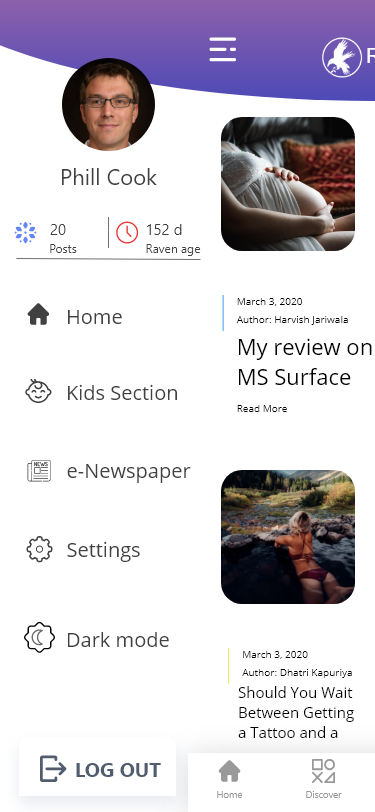 R
Phill Cook
20
Posts
152 d
Raven age
Home
Kids Section
NEWS
e-Newspaper
Settings
Dark mode
LOG OUT
March 3, 2020
Author: Harvish Jariwala
My review on
MS Surface
Read More
March 3, 2020
Author: Dhatri Kapuriya
Should You Wait
Between Getting
a Tattoo and a
Home
Discover